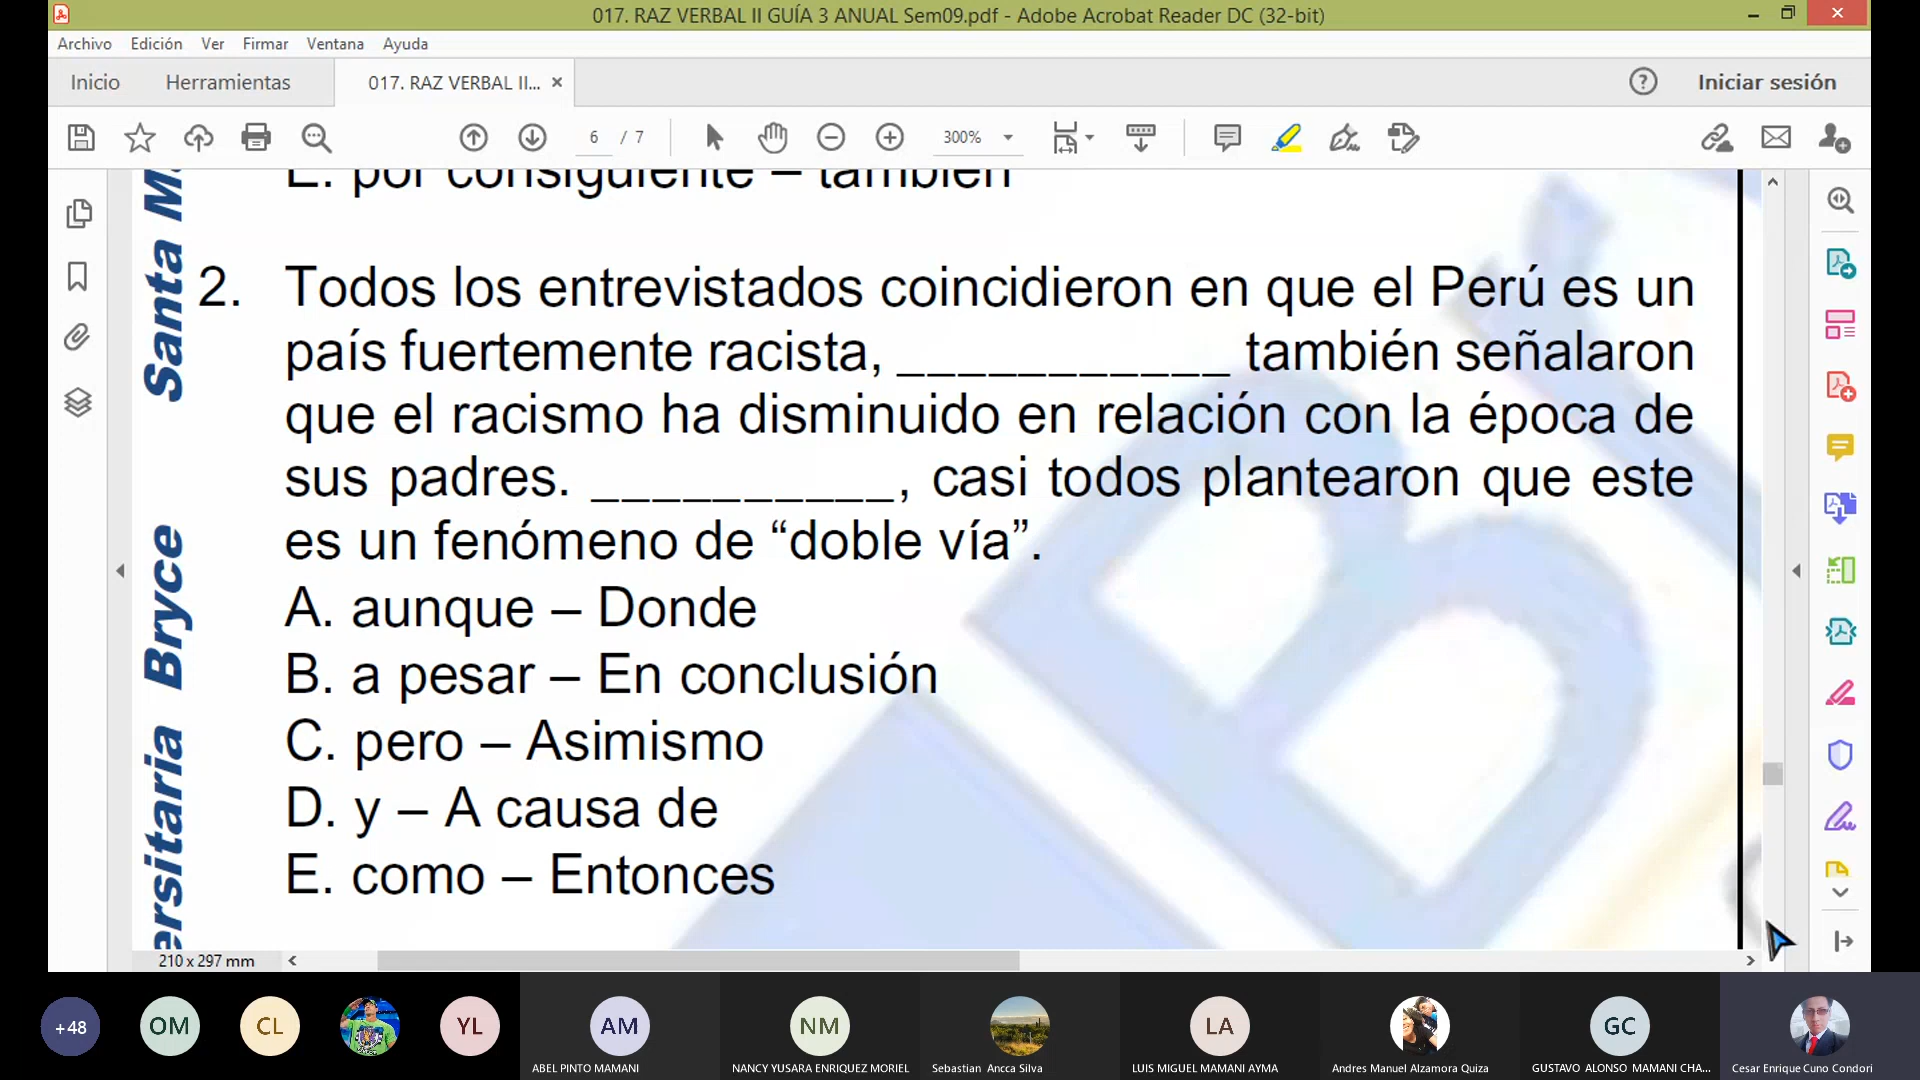 017. RAZ VERBAL II GUÍA 3 ANUAL Sem09.pdf - Adobe Acrobat Reader DC (32-bit)
Archivo Edición Ver Firmar Ventana Ayuda
Inicio Herramientas 017. RAZ VERBAL II... × ? Iniciar sesión
6 / 7 300%
E. por consiguiente – también
2. Todos los entrevistados coincidieron en que el Perú es un
país fuertemente racista, ___________ también señalaron
que el racismo ha disminuido en relación con la época de
sus padres. __________, casi todos plantearon que este
es un fenómeno de “doble vía”.
A. aunque – Donde
B. a pesar – En conclusión
C. pero – Asimismo
D. y – A causa de
E. como – Entonces
ersitaria Bryce Santa M
B
210 x 297 mm
+48 OM CL YL AM NM LA GC
ABEL PINTO MAMANI
NANCY YUSARA ENRIQUEZ MORIEL
Sebastian Ancca Silva
LUIS MIGUEL MAMANI AYMA
Andres Manuel Alzamora Quiza
GUSTAVO ALONSO MAMANI CHA...
Cesar Enrique Cuno Condori